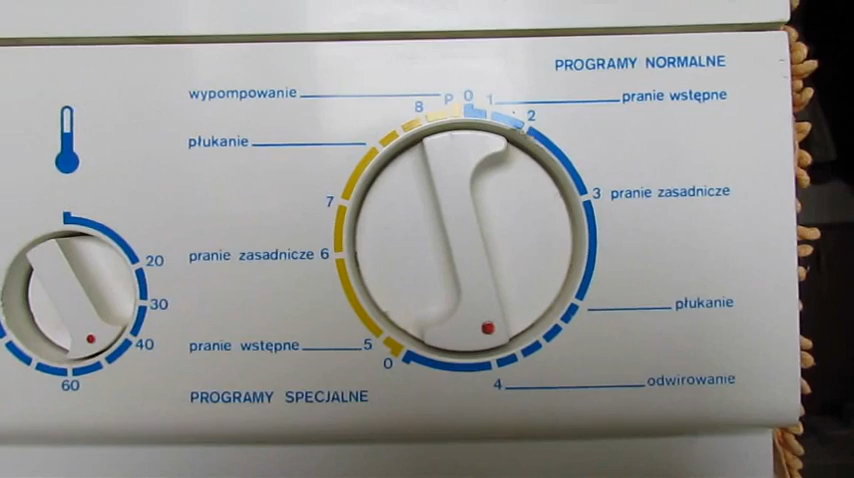 PROGRAMY NORMALNE
wypompowanie
8 P 0 1
pranie wstępne
2
płukanie
7
3 pranie zasadnicze
pranie zasadnicze 6
20
30
płukanie
40
pranie wstępne
5
0
60
4
odwirowanie
PROGRAMY SPECJALNE